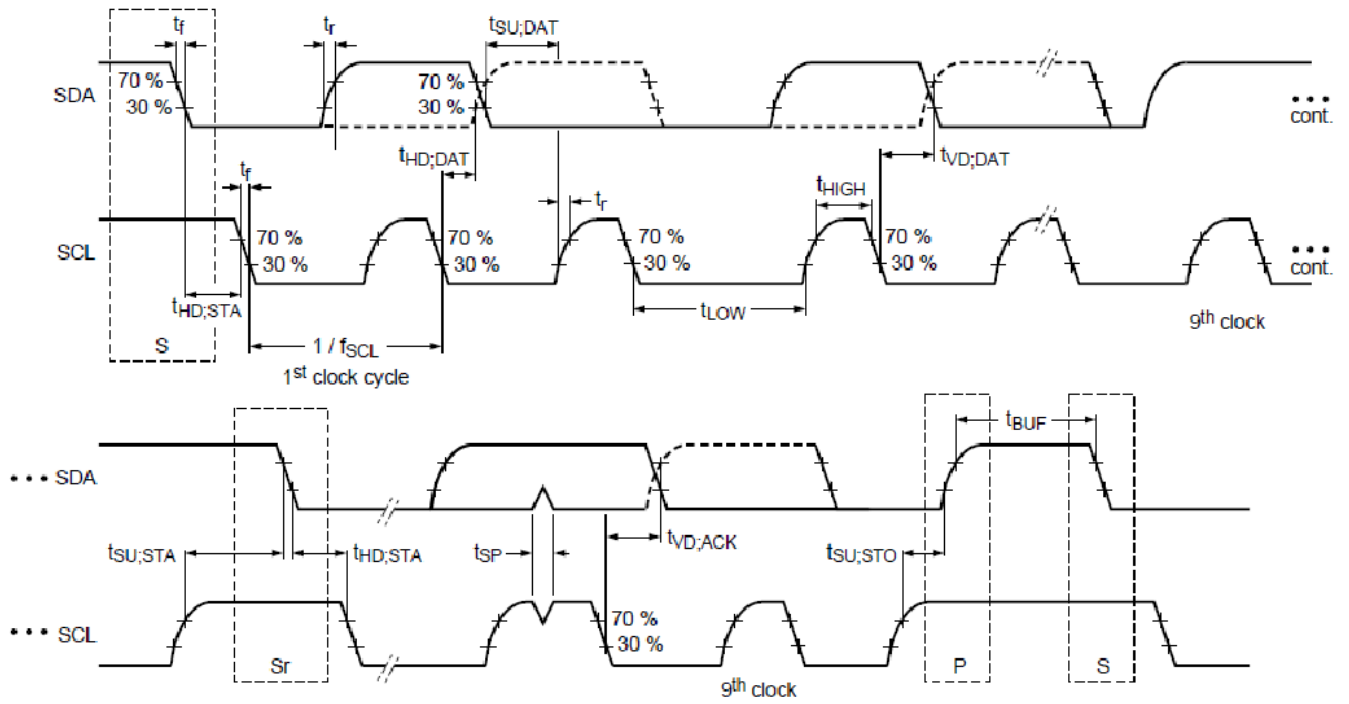 tf
tr
tSU;DAT
SDA
70 %
30 %
70 %
30 %
••• cont.
tHD;DAT
tVD;DAT
tf
tr
tHIGH
SCL
70 %
30 %
70 %
30 %
70 %
30 %
70 %
30 %
••• cont.
tHD;STA
tLOW
9th clock
S
1 / fSCL
1st clock cycle
tBUF
••• SDA
tSU;STA
tHD;STA
tSP
tVD;ACK
tSU;STO
••• SCL
70 %
30 %
Sr
9th clock
P
S